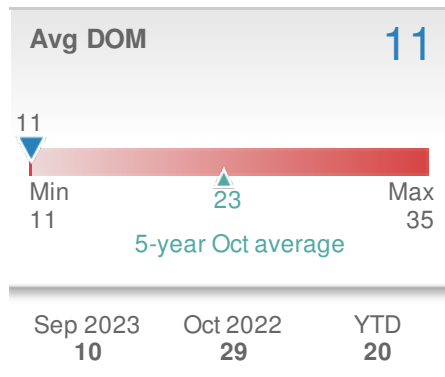 Avg DOM 11
11
Min Max
11 23 35
5-year Oct average
Sep 2023 Oct 2022 YTD
10 29 20